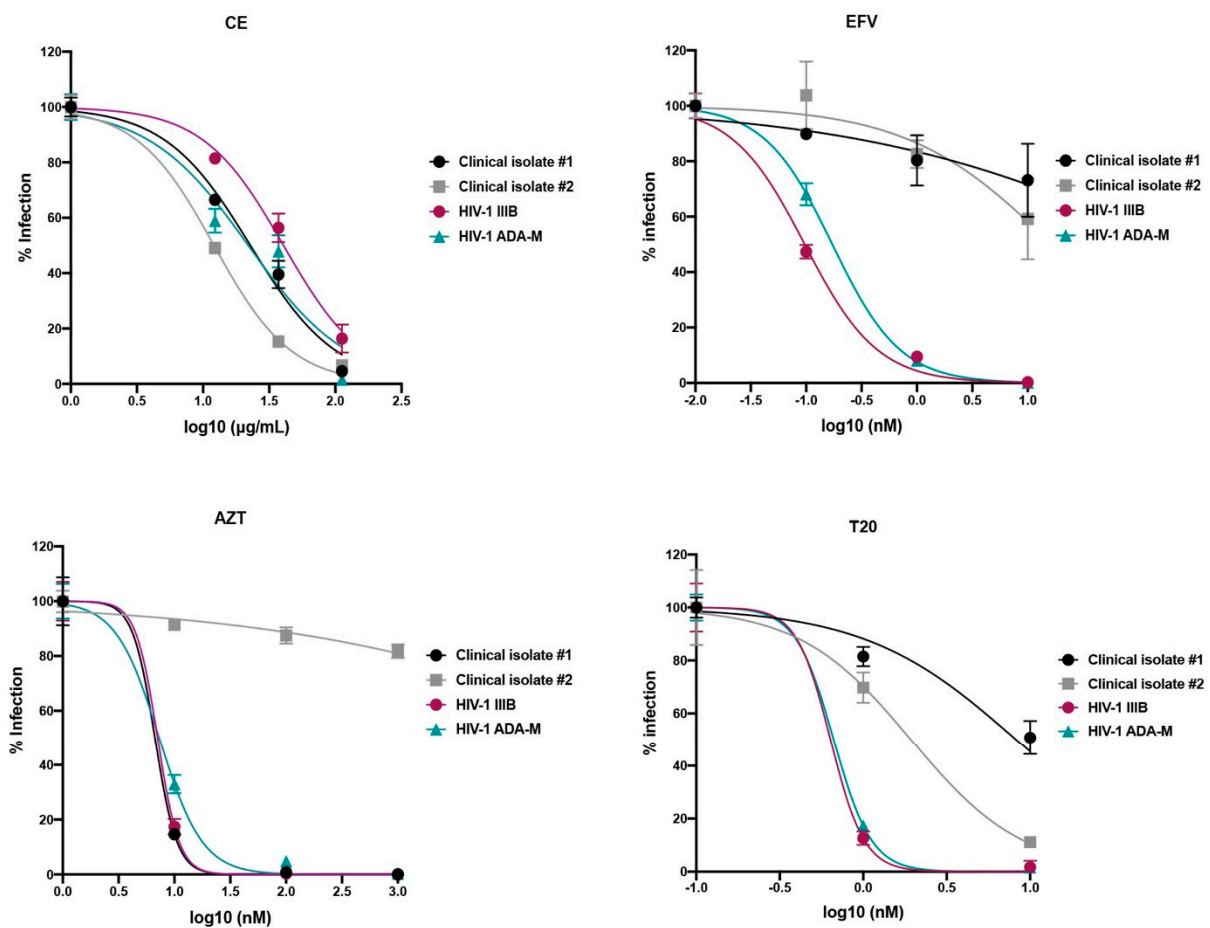 CE
120
100
80
60
40
20
0
% Infection
0.0 0.5 1.0 1.5 2.0 2.5
log10 (µg/mL)
Clinical isolate #1
Clinical isolate #2
HIV-1 IIIB
HIV-1 ADA-M
EFV
120
100
80
60
40
20
0
% infection
-2.0 -1.5 -1.0 -0.5 0.0 0.5 1.0
log10 (nM)
Clinical isolate #1
Clinical isolate #2
HIV-1 IIIB
HIV-1 ADA-M
AZT
120
100
80
60
40
20
0
% Infection
0.0 0.5 1.0 1.5 2.0 2.5 3.0
log10 (nM)
Clinical isolate #1
Clinical isolate #2
HIV-1 IIIB
HIV-1 ADA-M
T20
120
100
80
60
40
20
0
% infection
-1.0 -0.5 0.0 0.5 1.0
log10 (nM)
Clinical isolate #1
Clinical isolate #2
HIV-1 IIIB
HIV-1 ADA-M